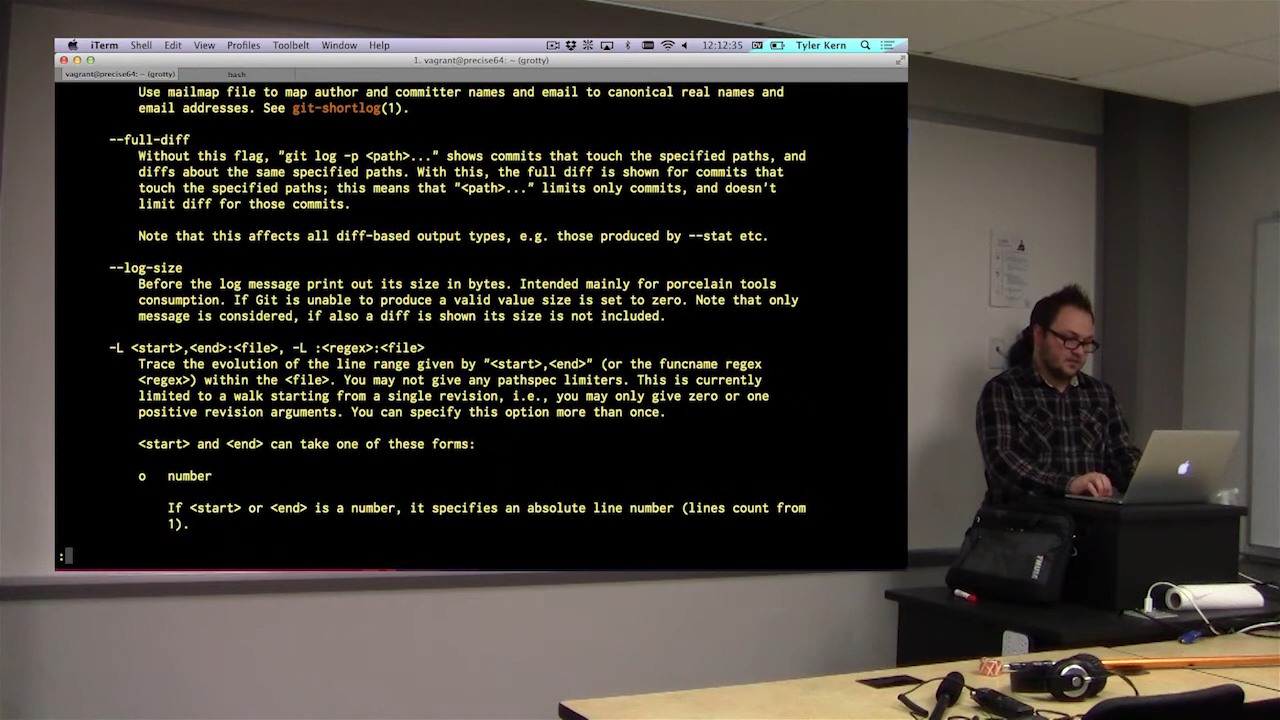 iTerm Shell Edit View Profiles Toolbelt Window Help 12:12:35 Tyler Kern
1. vagrant@precise64: ~ (grotty)
vagrant@precise64: ~ (grotty) bash
Use mailmap file to map author and committer names and email to canonical real names and
email addresses. See git-shortlog(1).
--full-diff
Without this flag, "git log -p <path>..." shows commits that touch the specified paths, and
diffs about the same specified paths. With this, the full diff is shown for commits that
touch the specified paths; this means that "<path>..." limits only commits, and doesn't
limit diff for those commits.
Note that this affects all diff-based output types, e.g. those produced by --stat etc.
--log-size
Before the log message print out its size in bytes. Intended mainly for porcelain tools
consumption. If Git is unable to produce a valid value size is set to zero. Note that only
message is considered, if also a diff is shown its size is not included.
-L <start>,<end>:<file>, -L :<regex>:<file>
Trace the evolution of the line range given by "<start>,<end>" (or the funcname regex
<regex>) within the <file>. You may not give any pathspec limiters. This is currently
limited to a walk starting from a single revision, i.e., you may only give zero or one
positive revision arguments. You can specify this option more than once.
<start> and <end> can take one of these forms:
o number
If <start> or <end> is a number, it specifies an absolute line number (lines count from
1).
: